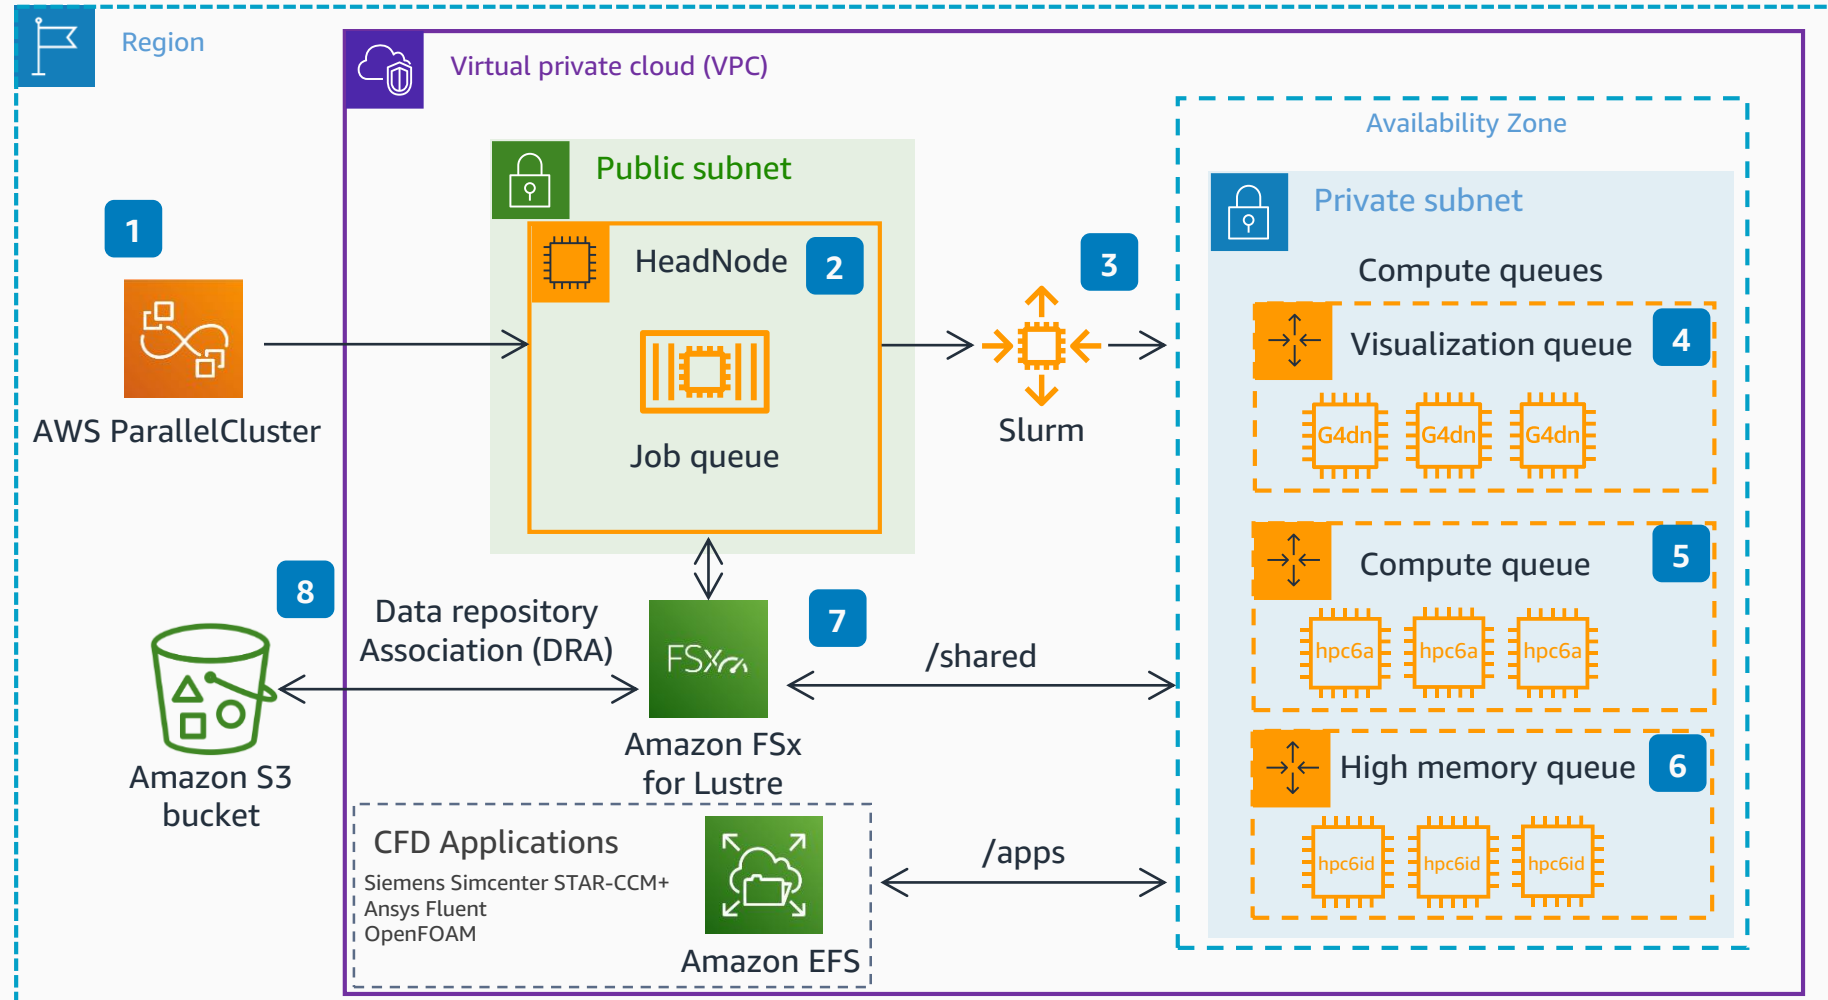 Region
Virtual private cloud (VPC)
Availability Zone
Public subnet
Private subnet
1
HeadNode
2
3
Compute queues
Visualization queue
4
AWS ParallelCluster
Job queue
Slurm
G4dn
G4dn
G4dn
Compute queue
5
hpc6a
hpc6a
hpc6a
8
Data repository
Association (DRA)
FSx
7
/shared
Amazon S3
bucket
Amazon FSx
for Lustre
High memory queue
6
hpc6id
hpc6id
hpc6id
CFD Applications
Siemens Simcenter STAR-CCM+
Ansys Fluent
OpenFOAM
/apps
Amazon EFS